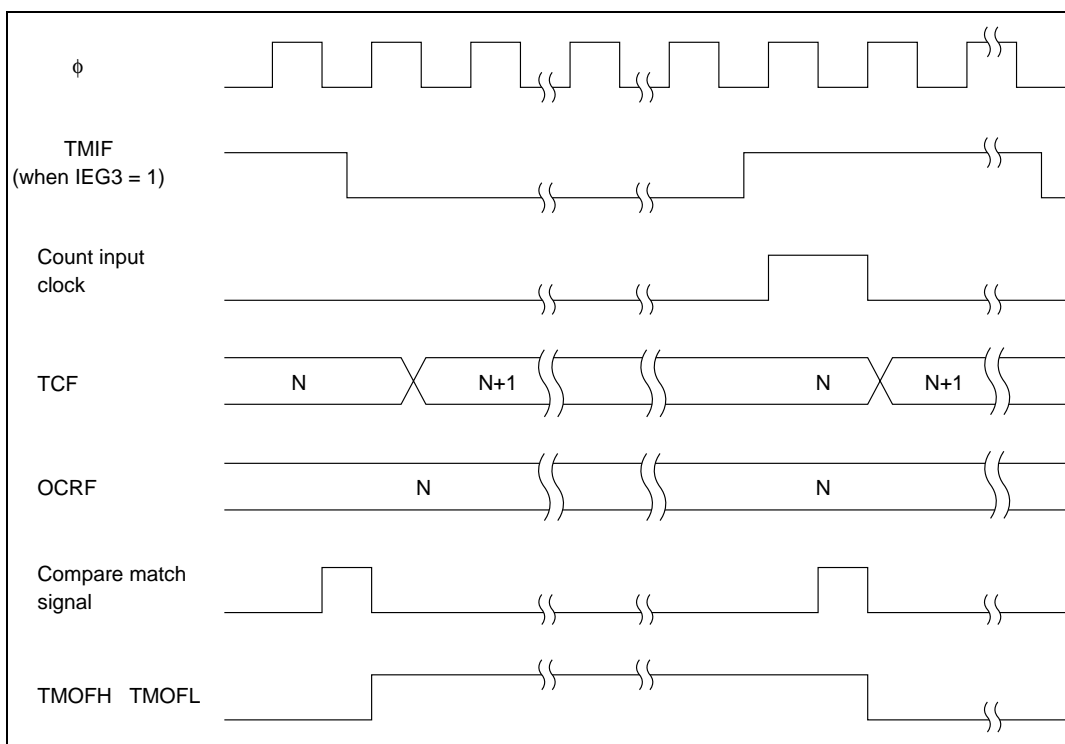 ϕ
TMIF
(when IEG3 = 1)
Count input
clock
TCF
N
N+1
N
N+1
OCRF
N
N
Compare match
signal
TMOFH TMOFL